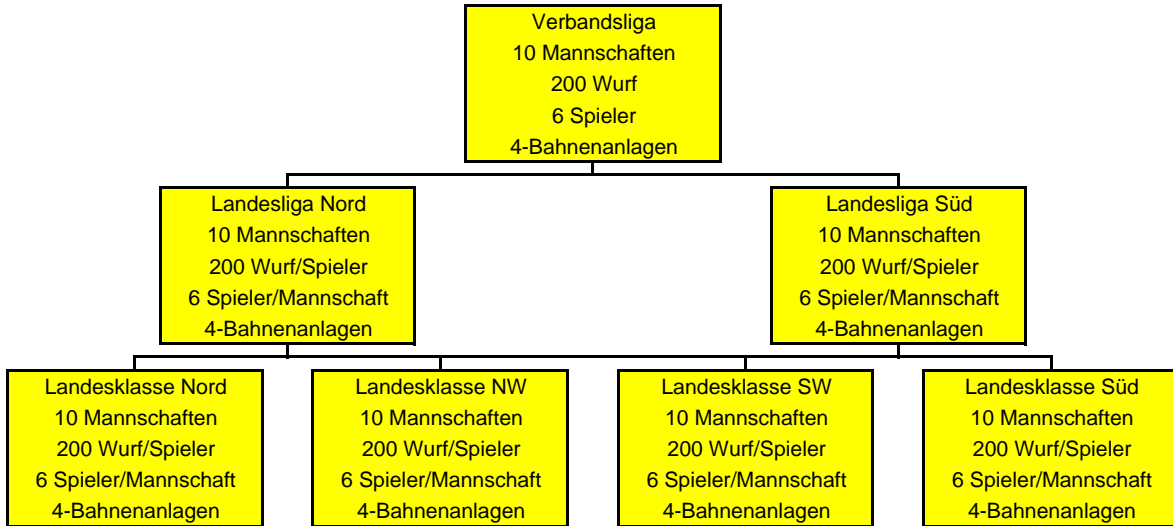 Verbandsliga
10 Mannschaften
200 Wurf
6 Spieler
4-Bahnenanlagen
Landesliga Nord
10 Mannschaften
200 Wurf/Spieler
6 Spieler/Mannschaft
4-Bahnenanlagen
Landesliga Süd
10 Mannschaften
200 Wurf/Spieler
6 Spieler/Mannschaft
4-Bahnenanlagen
Landesklasse Nord
10 Mannschaften
200 Wurf/Spieler
6 Spieler/Mannschaft
4-Bahnenanlagen
Landesklasse NW
10 Mannschaften
200 Wurf/Spieler
6 Spieler/Mannschaft
4-Bahnenanlagen
Landesklasse SW
10 Mannschaften
200 Wurf/Spieler
6 Spieler/Mannschaft
4-Bahnenanlagen
Landesklasse Süd
10 Mannschaften
200 Wurf/Spieler
6 Spieler/Mannschaft
4-Bahnenanlagen